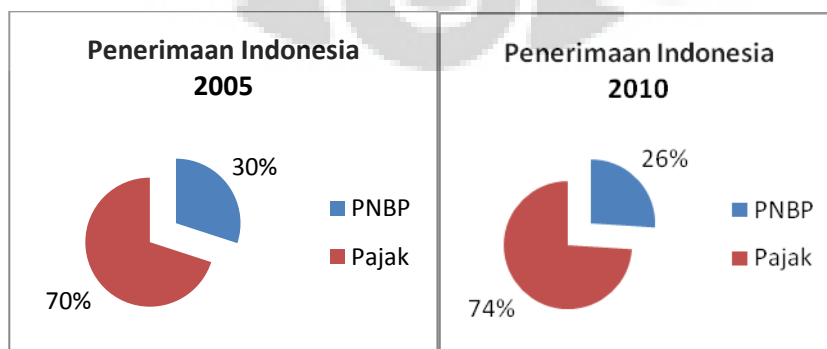 Penerimaan Indonesia
2005
30%
PNBP
Pajak
70%
Penerimaan Indonesia
2010
26%
PNBP
Pajak
74%